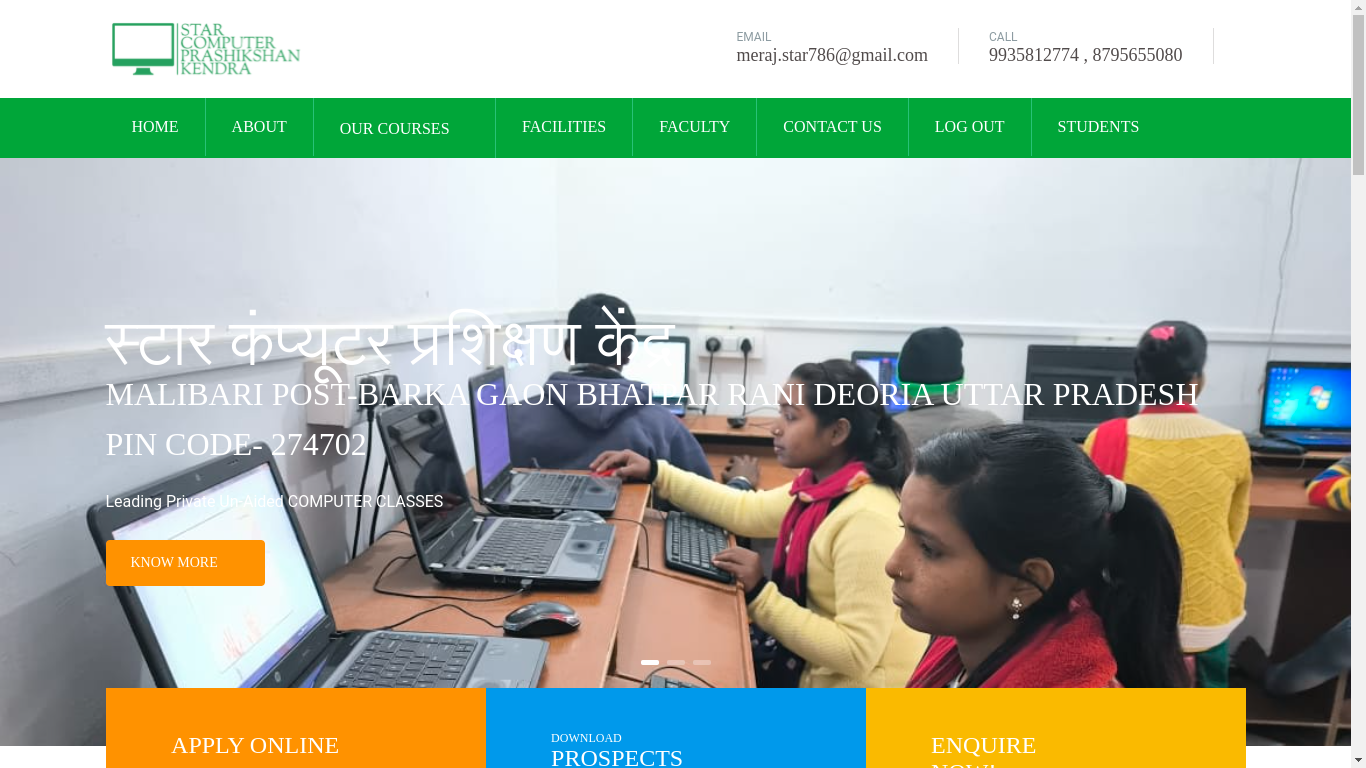 STAR
COMPUTER
PRASHIKSHAN
KENDRA
EMAIL
meraj.star786@gmail.com
CALL
9935812774 , 8795655080
HOME
ABOUT
OUR COURSES
FACILITIES
FACULTY
CONTACT US
LOG OUT
STUDENTS
स्टार कंप्यूटर प्रशिक्षण केंद्र
MALIBARI POST-BARKA GAON BHATPAR RANI DEORIA UTTAR PRADESH
PIN CODE- 274702
Leading Private Un-Aided COMPUTER CLASSES
KNOW MORE
APPLY ONLINE
DOWNLOAD
PROSPECTS
ENQUIRE
NOW!